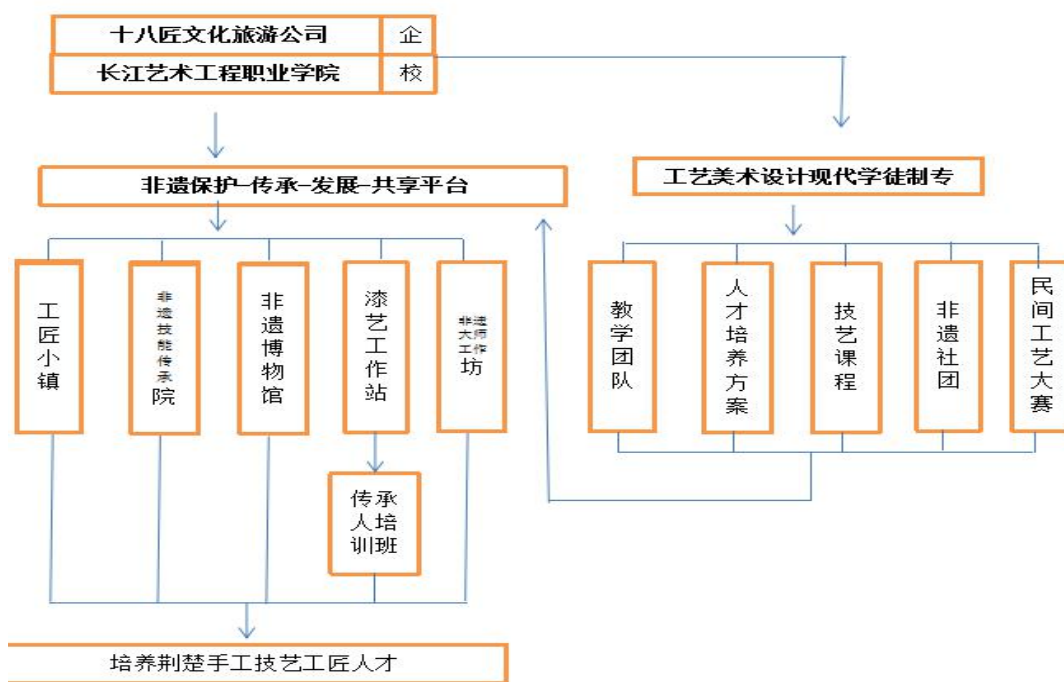 十八匠文化旅游公司 企
长江艺术工程职业学院 校
非遗保护-传承-发展-共享平台
工艺美术设计现代学徒制专
工匠小镇
非遗技能传承院
非遗博物馆
漆艺工作站
非遗
大师
工作
坊
教学团队
人才培养方案
技艺课程
非遗社团
民间工艺大赛
传承
人培
训班
培养荆楚手工技艺工匠人才